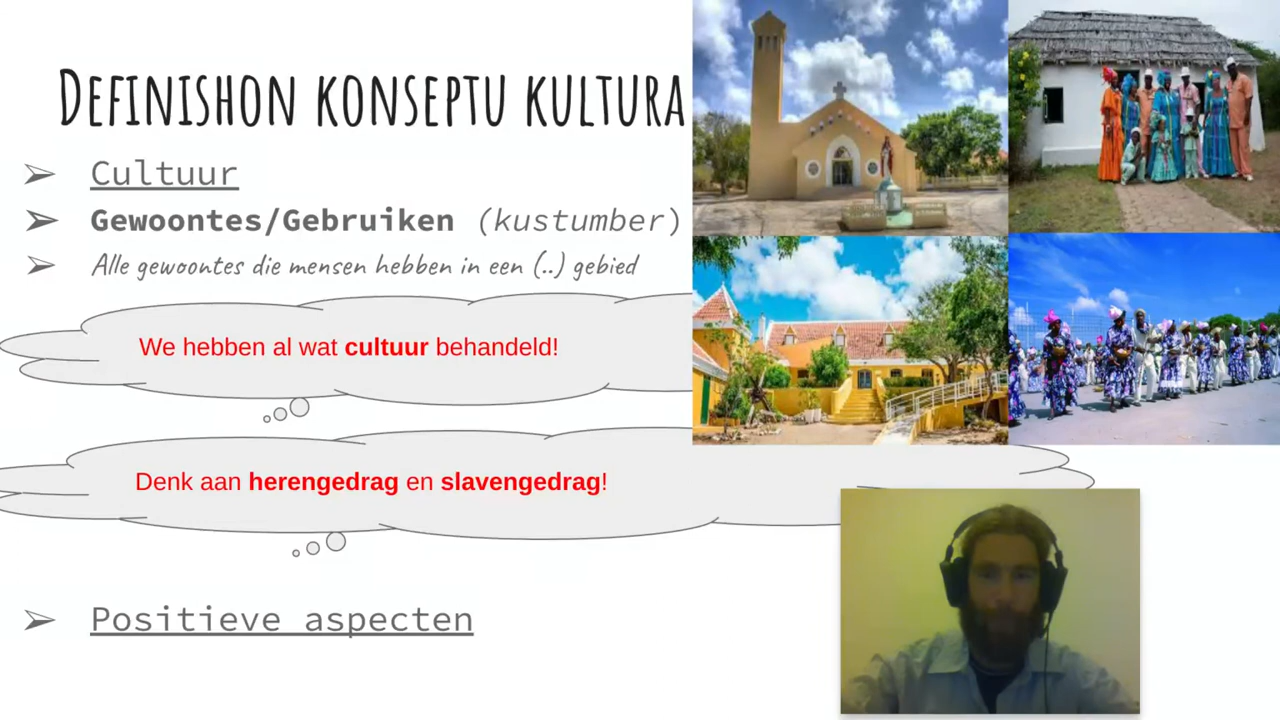 Definishon konseptu kultura
Cultuur
Gewoontes/Gebruiken (kustumber)
Alle gewoontes die mensen hebben in een (..) gebied
We hebben al wat cultuur behandeld!
Denk aan herengedrag en slavengedrag!
Positieve aspecten